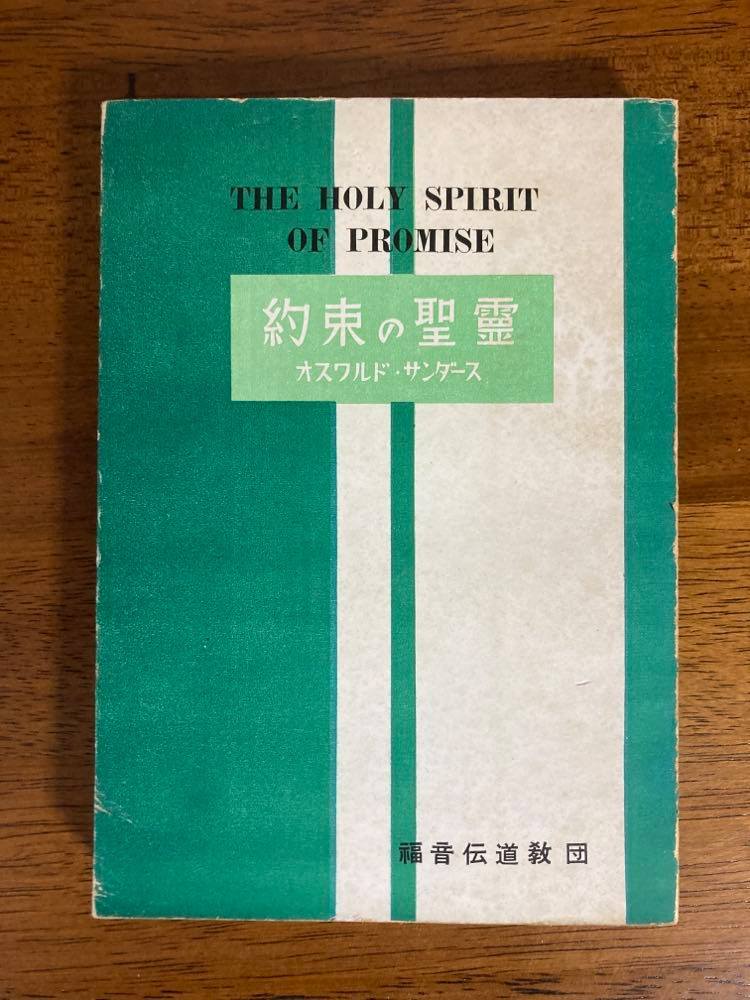 THE HOLY SPIRIT
OF PROMISE
約束の聖靈
オスワルド・サンダース
福音伝道教団